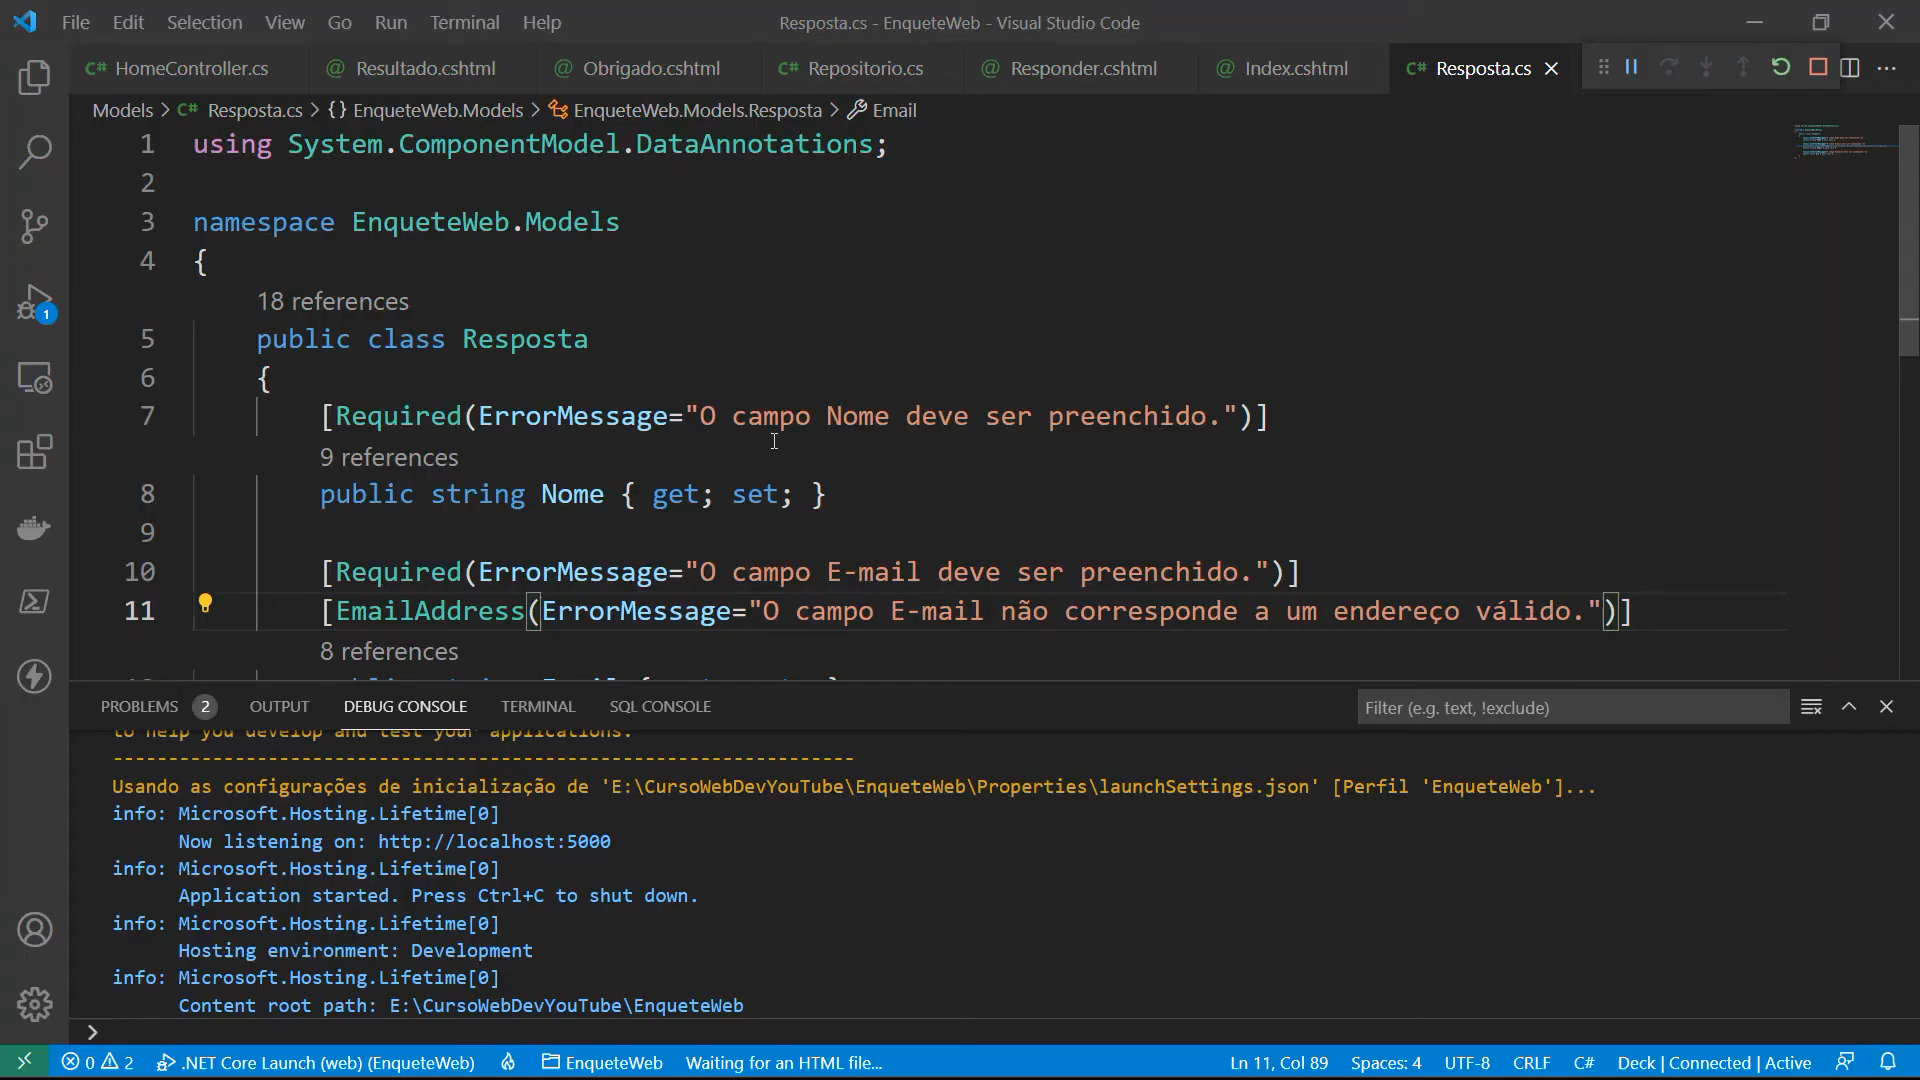 File Edit Selection View Go Run Terminal Help
Resposta.cs - EnqueteWeb - Visual Studio Code
C# HomeController.cs @ Resultado.cshtml @ Obrigado.cshtml C# Repositorio.cs @ Responder.cshtml @ Index.cshtml C# Resposta.cs
Models > C# Resposta.cs > {} EnqueteWeb.Models > EnqueteWeb.Models.Resposta > Email
1 using System.ComponentModel.DataAnnotations;
2
3 namespace EnqueteWeb.Models
4 {
18 references
5 public class Resposta
6 {
7 [Required(ErrorMessage="O campo Nome deve ser preenchido.")]
9 references
8 public string Nome { get; set; }
9
10 [Required(ErrorMessage="O campo E-mail deve ser preenchido.")]
11 [EmailAddress(ErrorMessage="O campo E-mail não corresponde a um endereço válido.")]
8 references
1
PROBLEMS 2 OUTPUT DEBUG CONSOLE TERMINAL SQL CONSOLE
Filter (e.g. text, !exclude)
to help you develop and test your applications.
-------------------------------------------------------------------
Usando as configurações de inicialização de 'E:\CursoWebDevYouTube\EnqueteWeb\Properties\launchSettings.json' [Perfil 'EnqueteWeb']...
info: Microsoft.Hosting.Lifetime[0]
Now listening on: http://localhost:5000
info: Microsoft.Hosting.Lifetime[0]
Application started. Press Ctrl+C to shut down.
info: Microsoft.Hosting.Lifetime[0]
Hosting environment: Development
info: Microsoft.Hosting.Lifetime[0]
Content root path: E:\CursoWebDevYouTube\EnqueteWeb
>
0 2 .NET Core Launch (web) (EnqueteWeb) EnqueteWeb Waiting for an HTML file... Ln 11, Col 89 Spaces: 4 UTF-8 CRLF C# Deck | Connected | Active